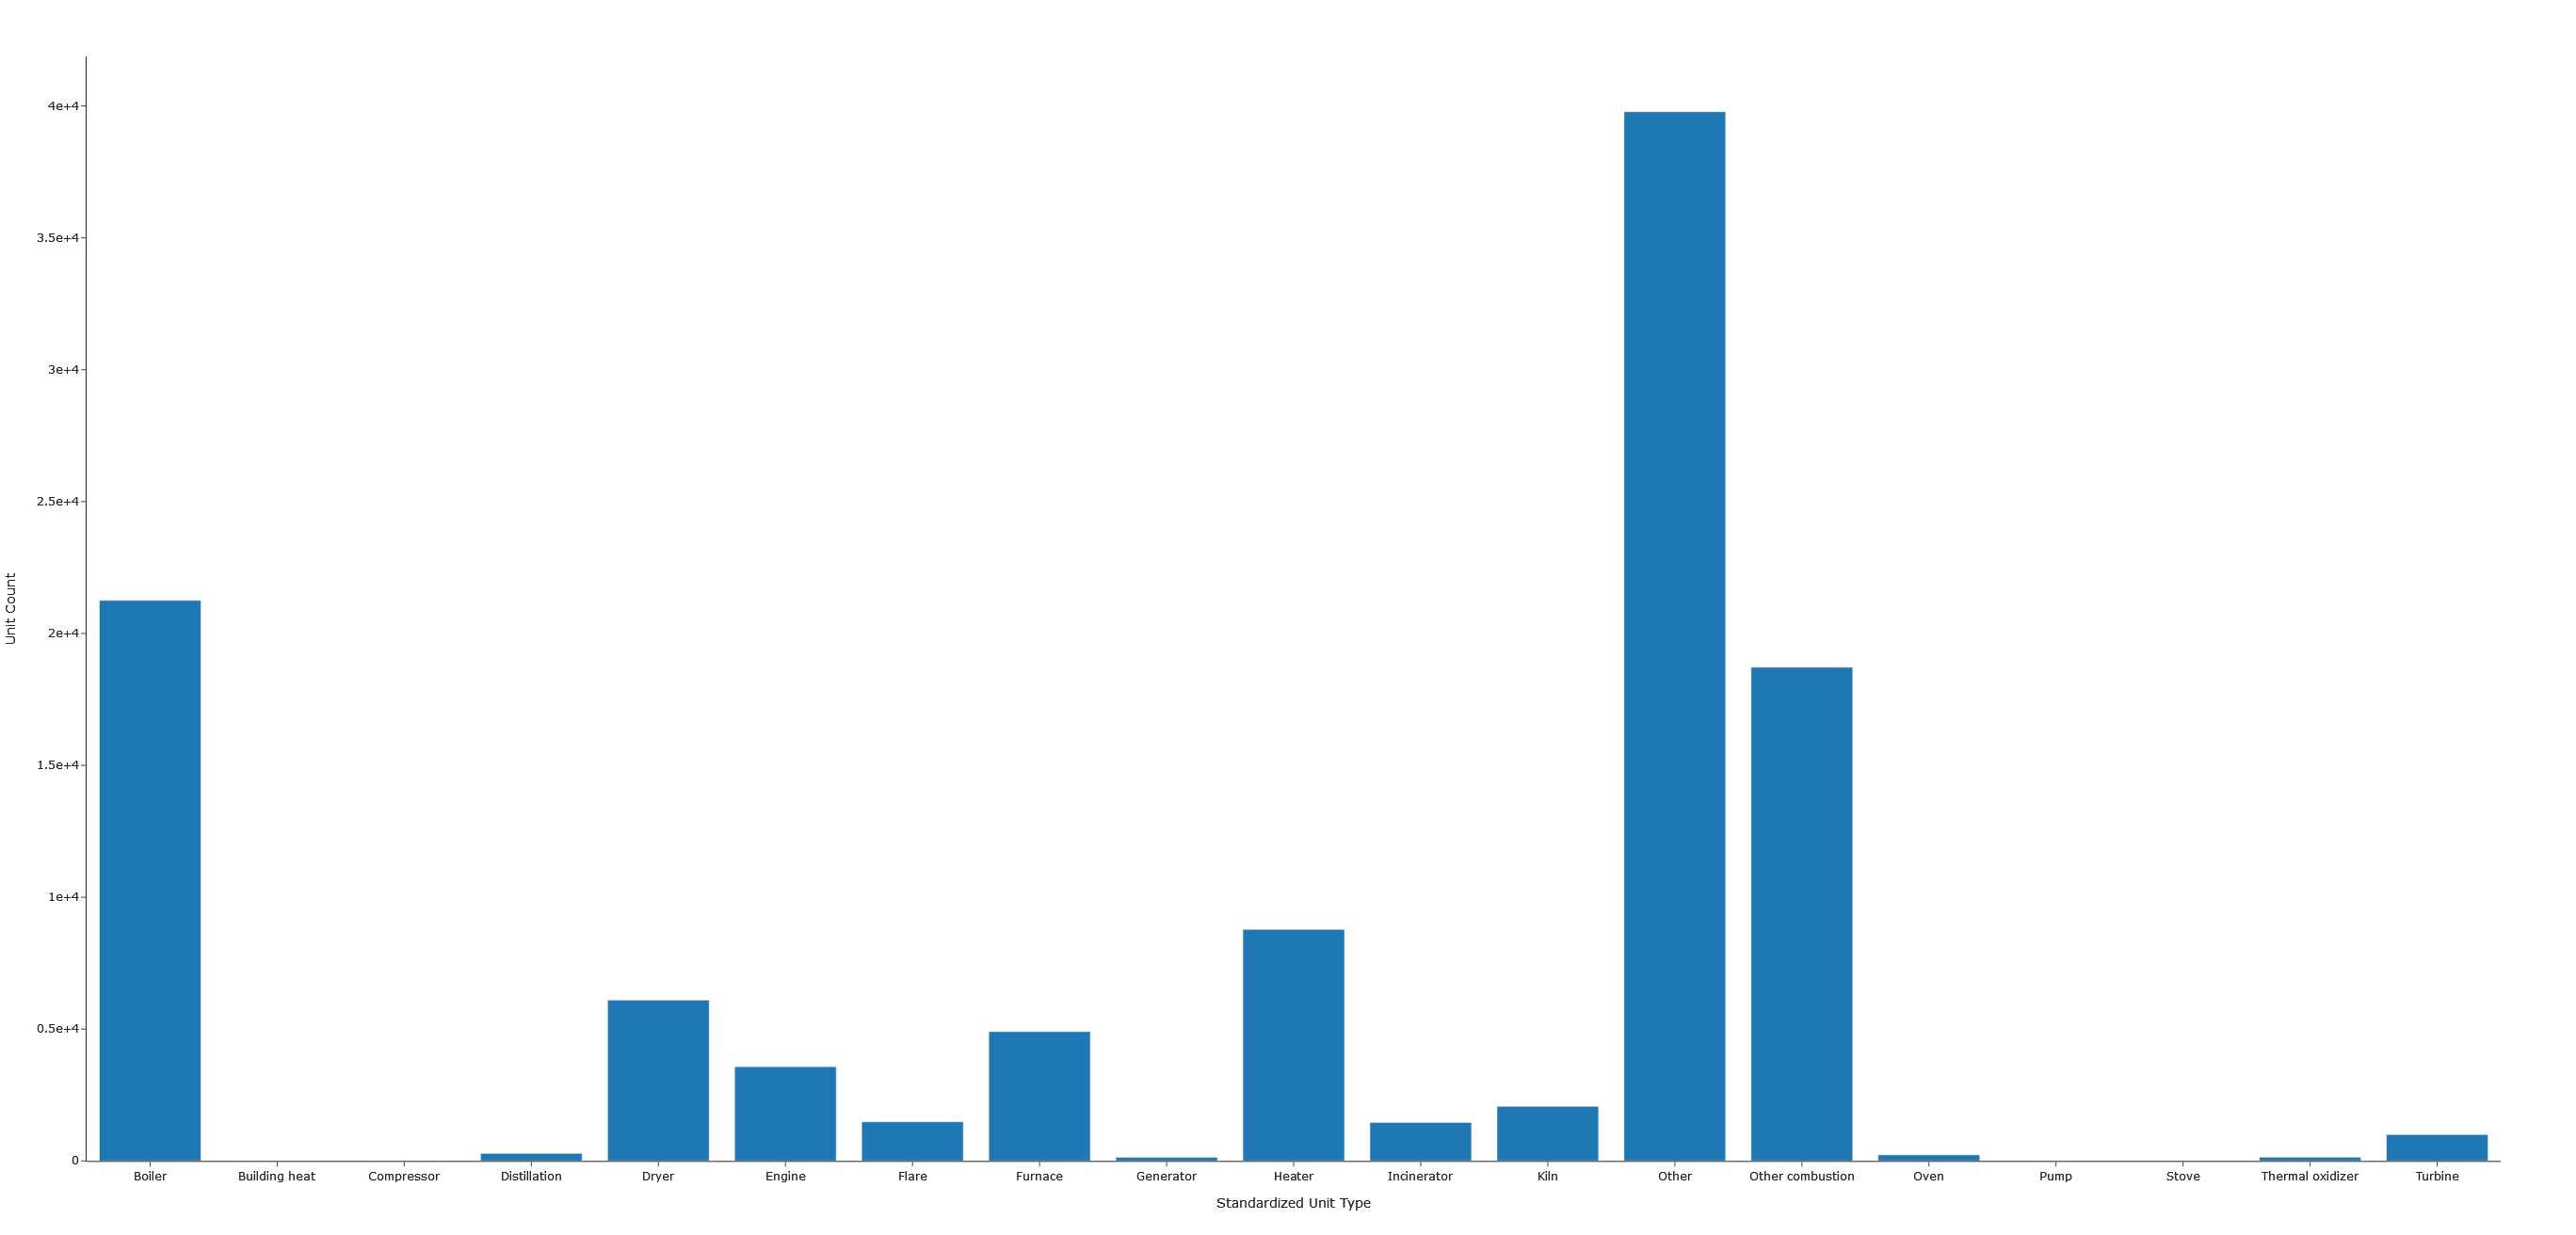 4e+4
3.5e+4
3e+4
2.5e+4
2e+4
1.5e+4
1e+4
0.5e+4
0
Unit Count
Boiler Building heat Compressor Distillation Dryer Engine Flare Furnace Generator Heater Incinerator Kiln Other Other combustion Oven Pump Stove Thermal oxidizer Turbine
Standardized Unit Type